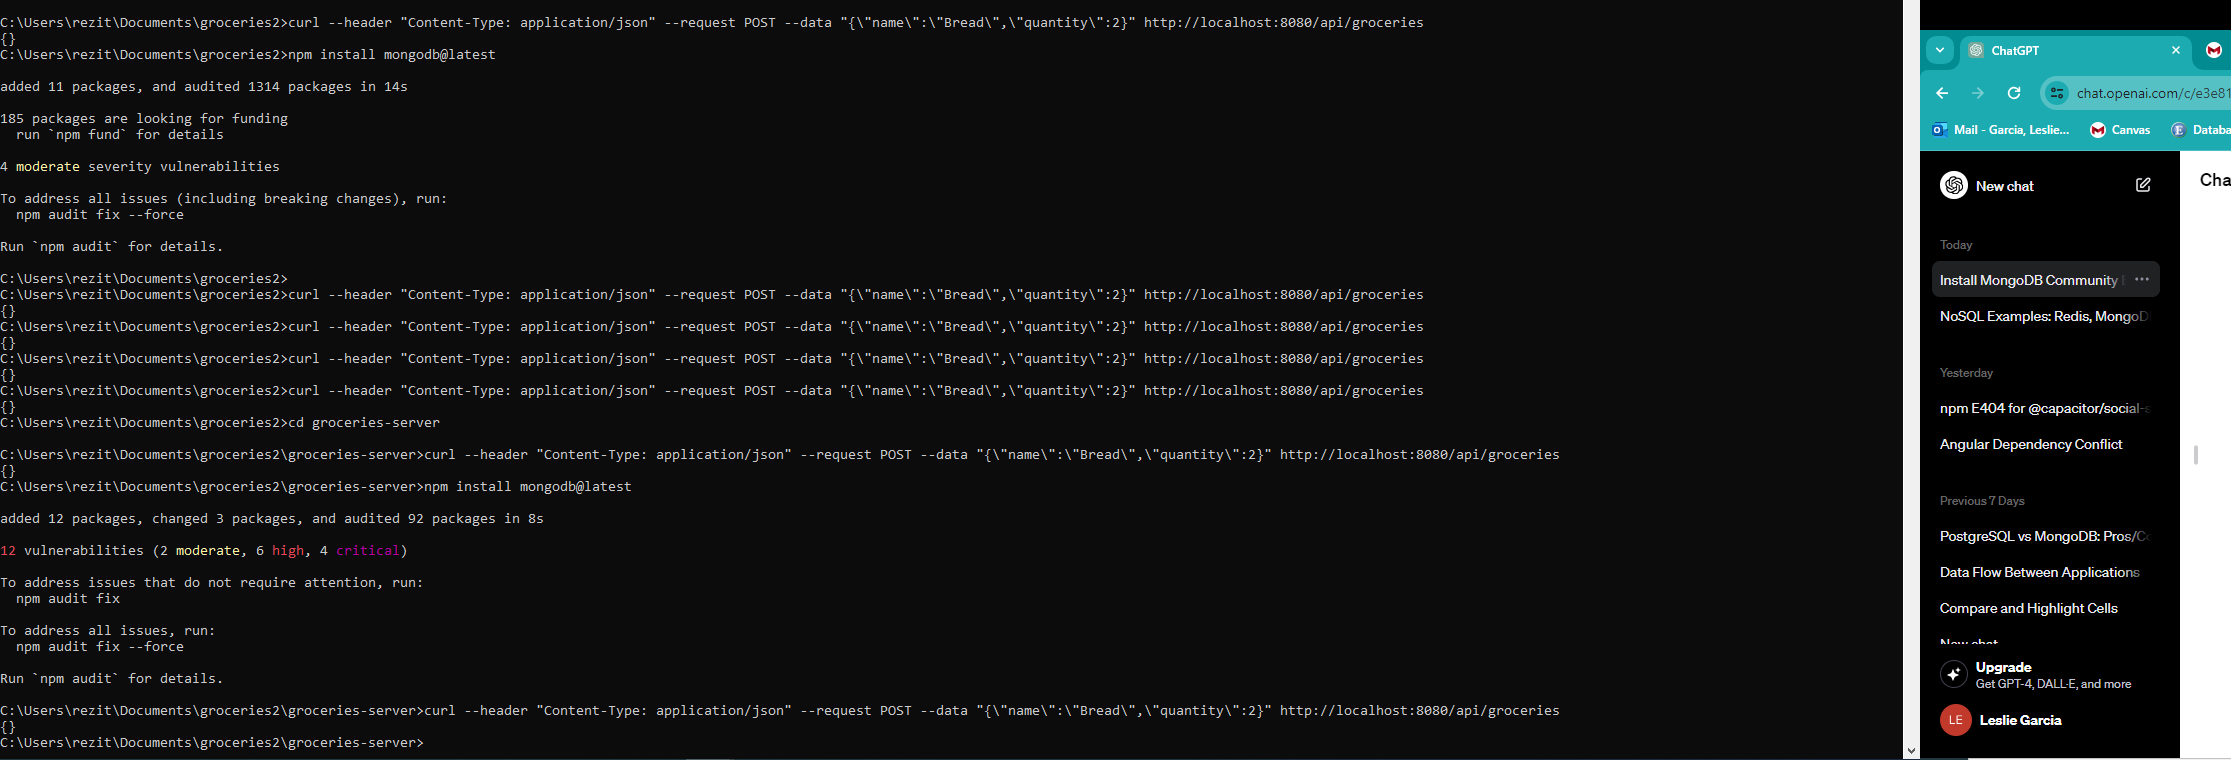 C:\Users\rezit\Documents\groceries2>curl --header "Content-Type: application/json" --request POST --data "{\"name\":\"Bread\",\"quantity\":2}" http://localhost:8080/api/groceries
{}
C:\Users\rezit\Documents\groceries2>npm install mongodb@latest
added 11 packages, and audited 1314 packages in 14s
185 packages are looking for funding
run `npm fund` for details
4 moderate severity vulnerabilities
To address all issues (including breaking changes), run:
npm audit fix --force
Run `npm audit` for details.
C:\Users\rezit\Documents\groceries2>
C:\Users\rezit\Documents\groceries2>curl --header "Content-Type: application/json" --request POST --data "{\"name\":\"Bread\",\"quantity\":2}" http://localhost:8080/api/groceries
{}
C:\Users\rezit\Documents\groceries2>curl --header "Content-Type: application/json" --request POST --data "{\"name\":\"Bread\",\"quantity\":2}" http://localhost:8080/api/groceries
{}
C:\Users\rezit\Documents\groceries2>curl --header "Content-Type: application/json" --request POST --data "{\"name\":\"Bread\",\"quantity\":2}" http://localhost:8080/api/groceries
{}
C:\Users\rezit\Documents\groceries2>curl --header "Content-Type: application/json" --request POST --data "{\"name\":\"Bread\",\"quantity\":2}" http://localhost:8080/api/groceries
{}
C:\Users\rezit\Documents\groceries2>cd groceries-server
C:\Users\rezit\Documents\groceries2\groceries-server>curl --header "Content-Type: application/json" --request POST --data "{\"name\":\"Bread\",\"quantity\":2}" http://localhost:8080/api/groceries
{}
C:\Users\rezit\Documents\groceries2\groceries-server>npm install mongodb@latest
added 12 packages, changed 3 packages, and audited 92 packages in 8s
12 vulnerabilities (2 moderate, 6 high, 4 critical)
To address issues that do not require attention, run:
npm audit fix
To address all issues, run:
npm audit fix --force
Run `npm audit` for details.
C:\Users\rezit\Documents\groceries2\groceries-server>curl --header "Content-Type: application/json" --request POST --data "{\"name\":\"Bread\",\"quantity\":2}" http://localhost:8080/api/groceries
{}
C:\Users\rezit\Documents\groceries2\groceries-server>
ChatGPT
chat.openai.com/c/e3e81
Mail - Garcia, Leslie... Canvas Databa
New chat
Cha
Today
Install MongoDB Community
NoSQL Examples: Redis, MongoD
Yesterday
npm E404 for @capacitor/social-
Angular Dependency Conflict
Previous 7 Days
PostgreSQL vs MongoDB: Pros/Co
Data Flow Between Applications
Compare and Highlight Cells
New chat
Upgrade
Get GPT-4, DALL·E, and more
LE Leslie Garcia